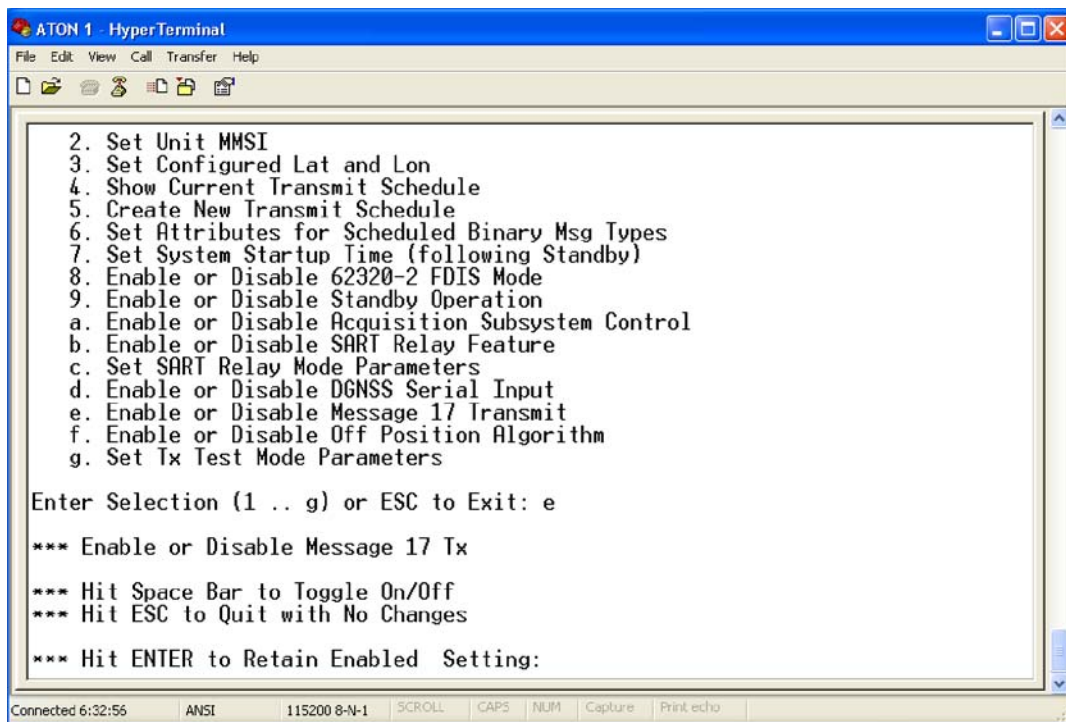 ATON 1 - HyperTerminal
File Edit View Call Transfer Help
2. Set Unit MMSI
3. Set Configured Lat and Lon
4. Show Current Transmit Schedule
5. Create New Transmit Schedule
6. Set Attributes for Scheduled Binary Msg Types
7. Set System Startup Time (following Standby)
8. Enable or Disable 62320-2 FDIS Mode
9. Enable or Disable Standby Operation
a. Enable or Disable Acquisition Subsystem Control
b. Enable or Disable SART Relay Feature
c. Set SART Relay Mode Parameters
d. Enable or Disable DGNSS Serial Input
e. Enable or Disable Message 17 Transmit
f. Enable or Disable Off Position Algorithm
g. Set Tx Test Mode Parameters
Enter Selection (1 .. g) or ESC to Exit: e
*** Enable or Disable Message 17 Tx
*** Hit Space Bar to Toggle On/Off
*** Hit ESC to Quit with No Changes
*** Hit ENTER to Retain Enabled  Setting:
Connected 6:32:56 ANSI 115200 8-N-1 SCROLL CAPS NUM Capture Print echo